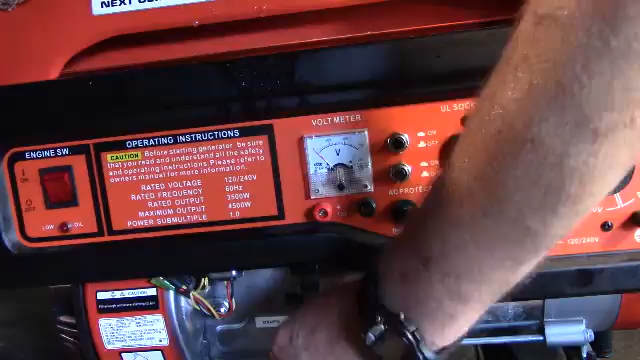 ENGINE SW.
ON
OFF
LOW OIL
OPERATING INSTRUCTIONS
CAUTION Before starting generator be sure
that you read and understand all the safety
and operating instructions. Please refer to
owners manual for more information.
RATED VOLTAGE 120/240V
RATED FREQUENCY 60Hz
RATED OUTPUT 3500W
MAXIMUM OUTPUT 4500W
POWER SUBMULTIPLE 1.0
VOLT METER
V
ON
OFF
ON
OFF
UL SOCK
AC PROTEC
120/240V
CAUTION